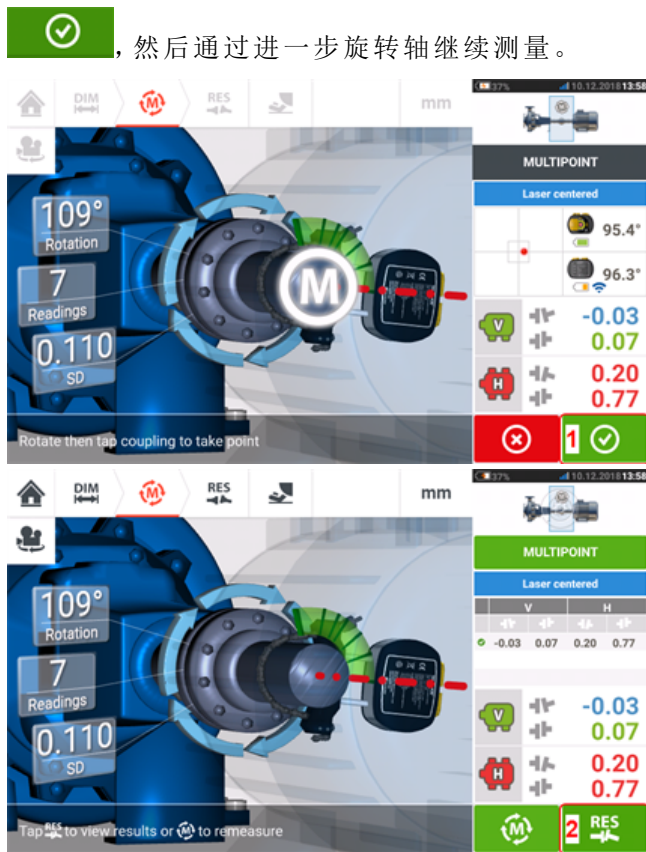 ,然后通过进一步旋转轴继续测量。
DIM
M
RES
mm
37%
10.12.2018 13:58
109°
Rotation
7
Readings
0.110
SD
M
Rotate then tap coupling to take point
MULTIPOINT
Laser centered
95.4°
96.3°
V
-0.03
0.07
H
0.20
0.77
1
DIM
M
RES
mm
37%
10.12.2018 13:58
109°
Rotation
7
Readings
0.110
SD
Tap RES to view results or M to remeasure
MULTIPOINT
Laser centered
V H
-0.03 0.07 0.20 0.77
V
-0.03
0.07
H
0.20
0.77
M
2 RES